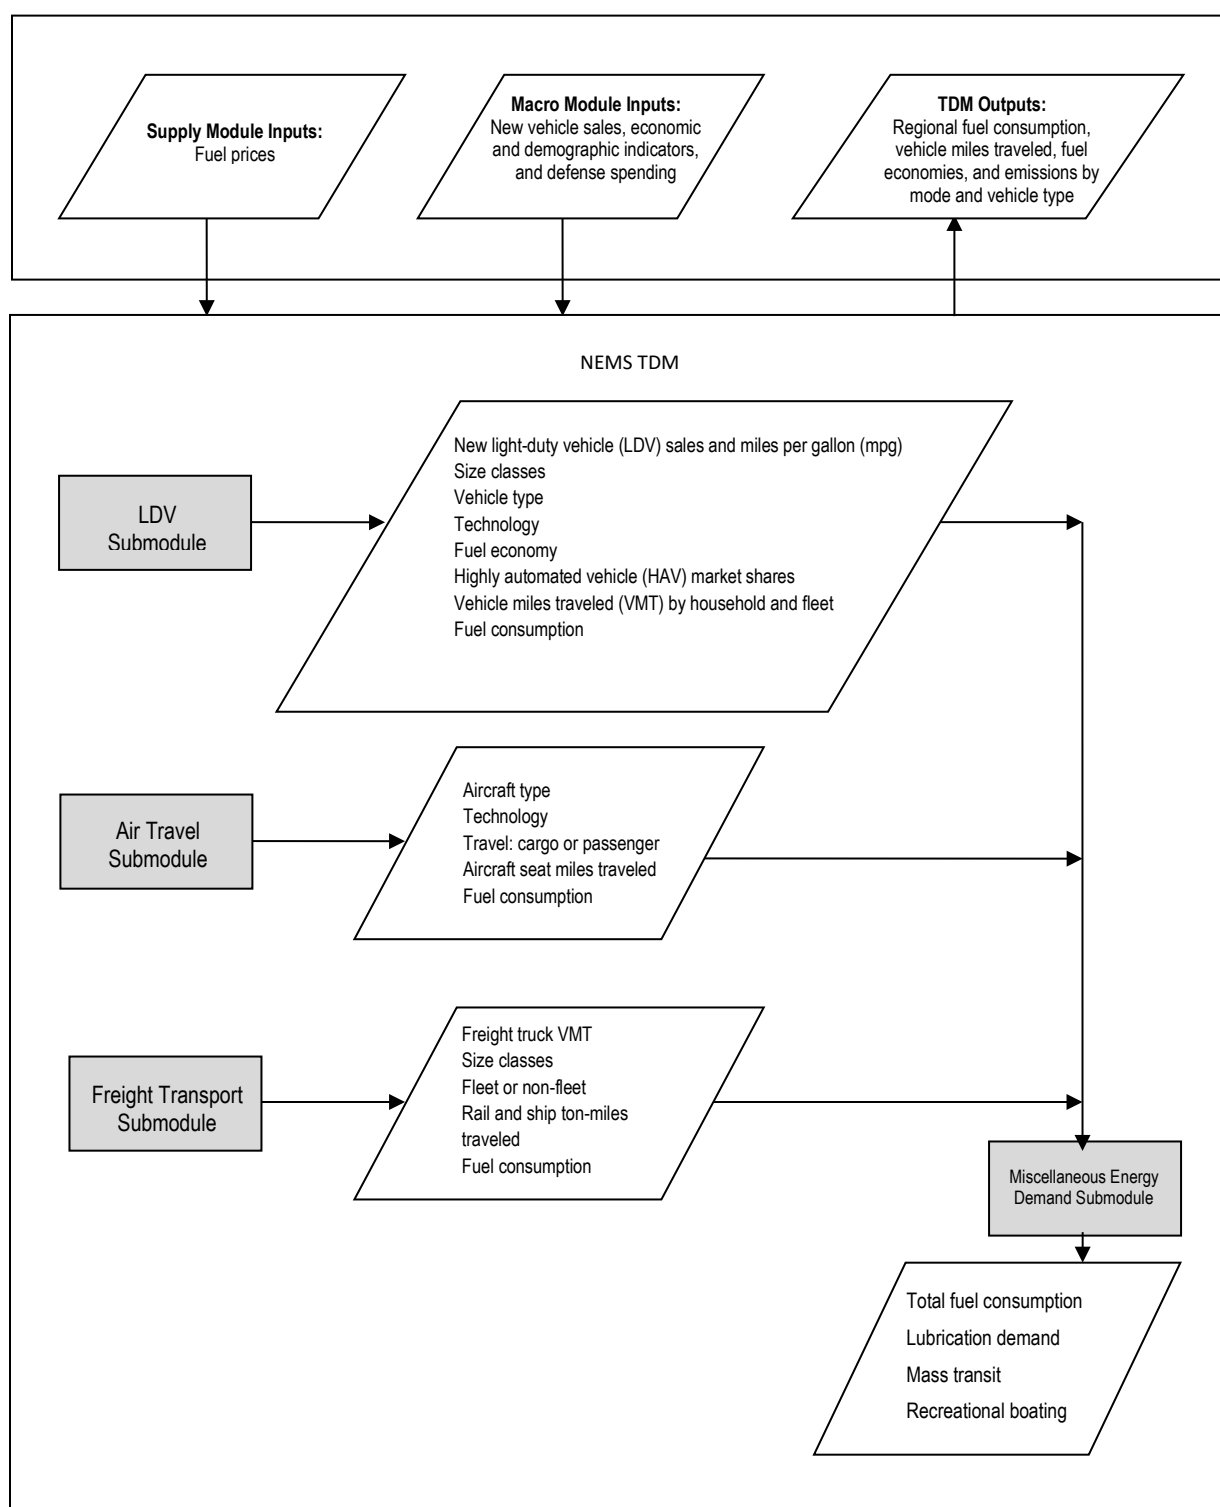 Supply Module Inputs:
Fuel prices
Macro Module Inputs:
New vehicle sales, economic
and demographic indicators,
and defense spending
TDM Outputs:
Regional fuel consumption,
vehicle miles traveled, fuel
economies, and emissions by
mode and vehicle type
NEMS TDM
LDV
Submodule
New light-duty vehicle (LDV) sales and miles per gallon (mpg)
Size classes
Vehicle type
Technology
Fuel economy
Highly automated vehicle (HAV) market shares
Vehicle miles traveled (VMT) by household and fleet
Fuel consumption
Air Travel
Submodule
Aircraft type
Technology
Travel: cargo or passenger
Aircraft seat miles traveled
Fuel consumption
Freight Transport
Submodule
Freight truck VMT
Size classes
Fleet or non-fleet
Rail and ship ton-miles
traveled
Fuel consumption
Miscellaneous Energy
Demand Submodule
Total fuel consumption
Lubrication demand
Mass transit
Recreational boating